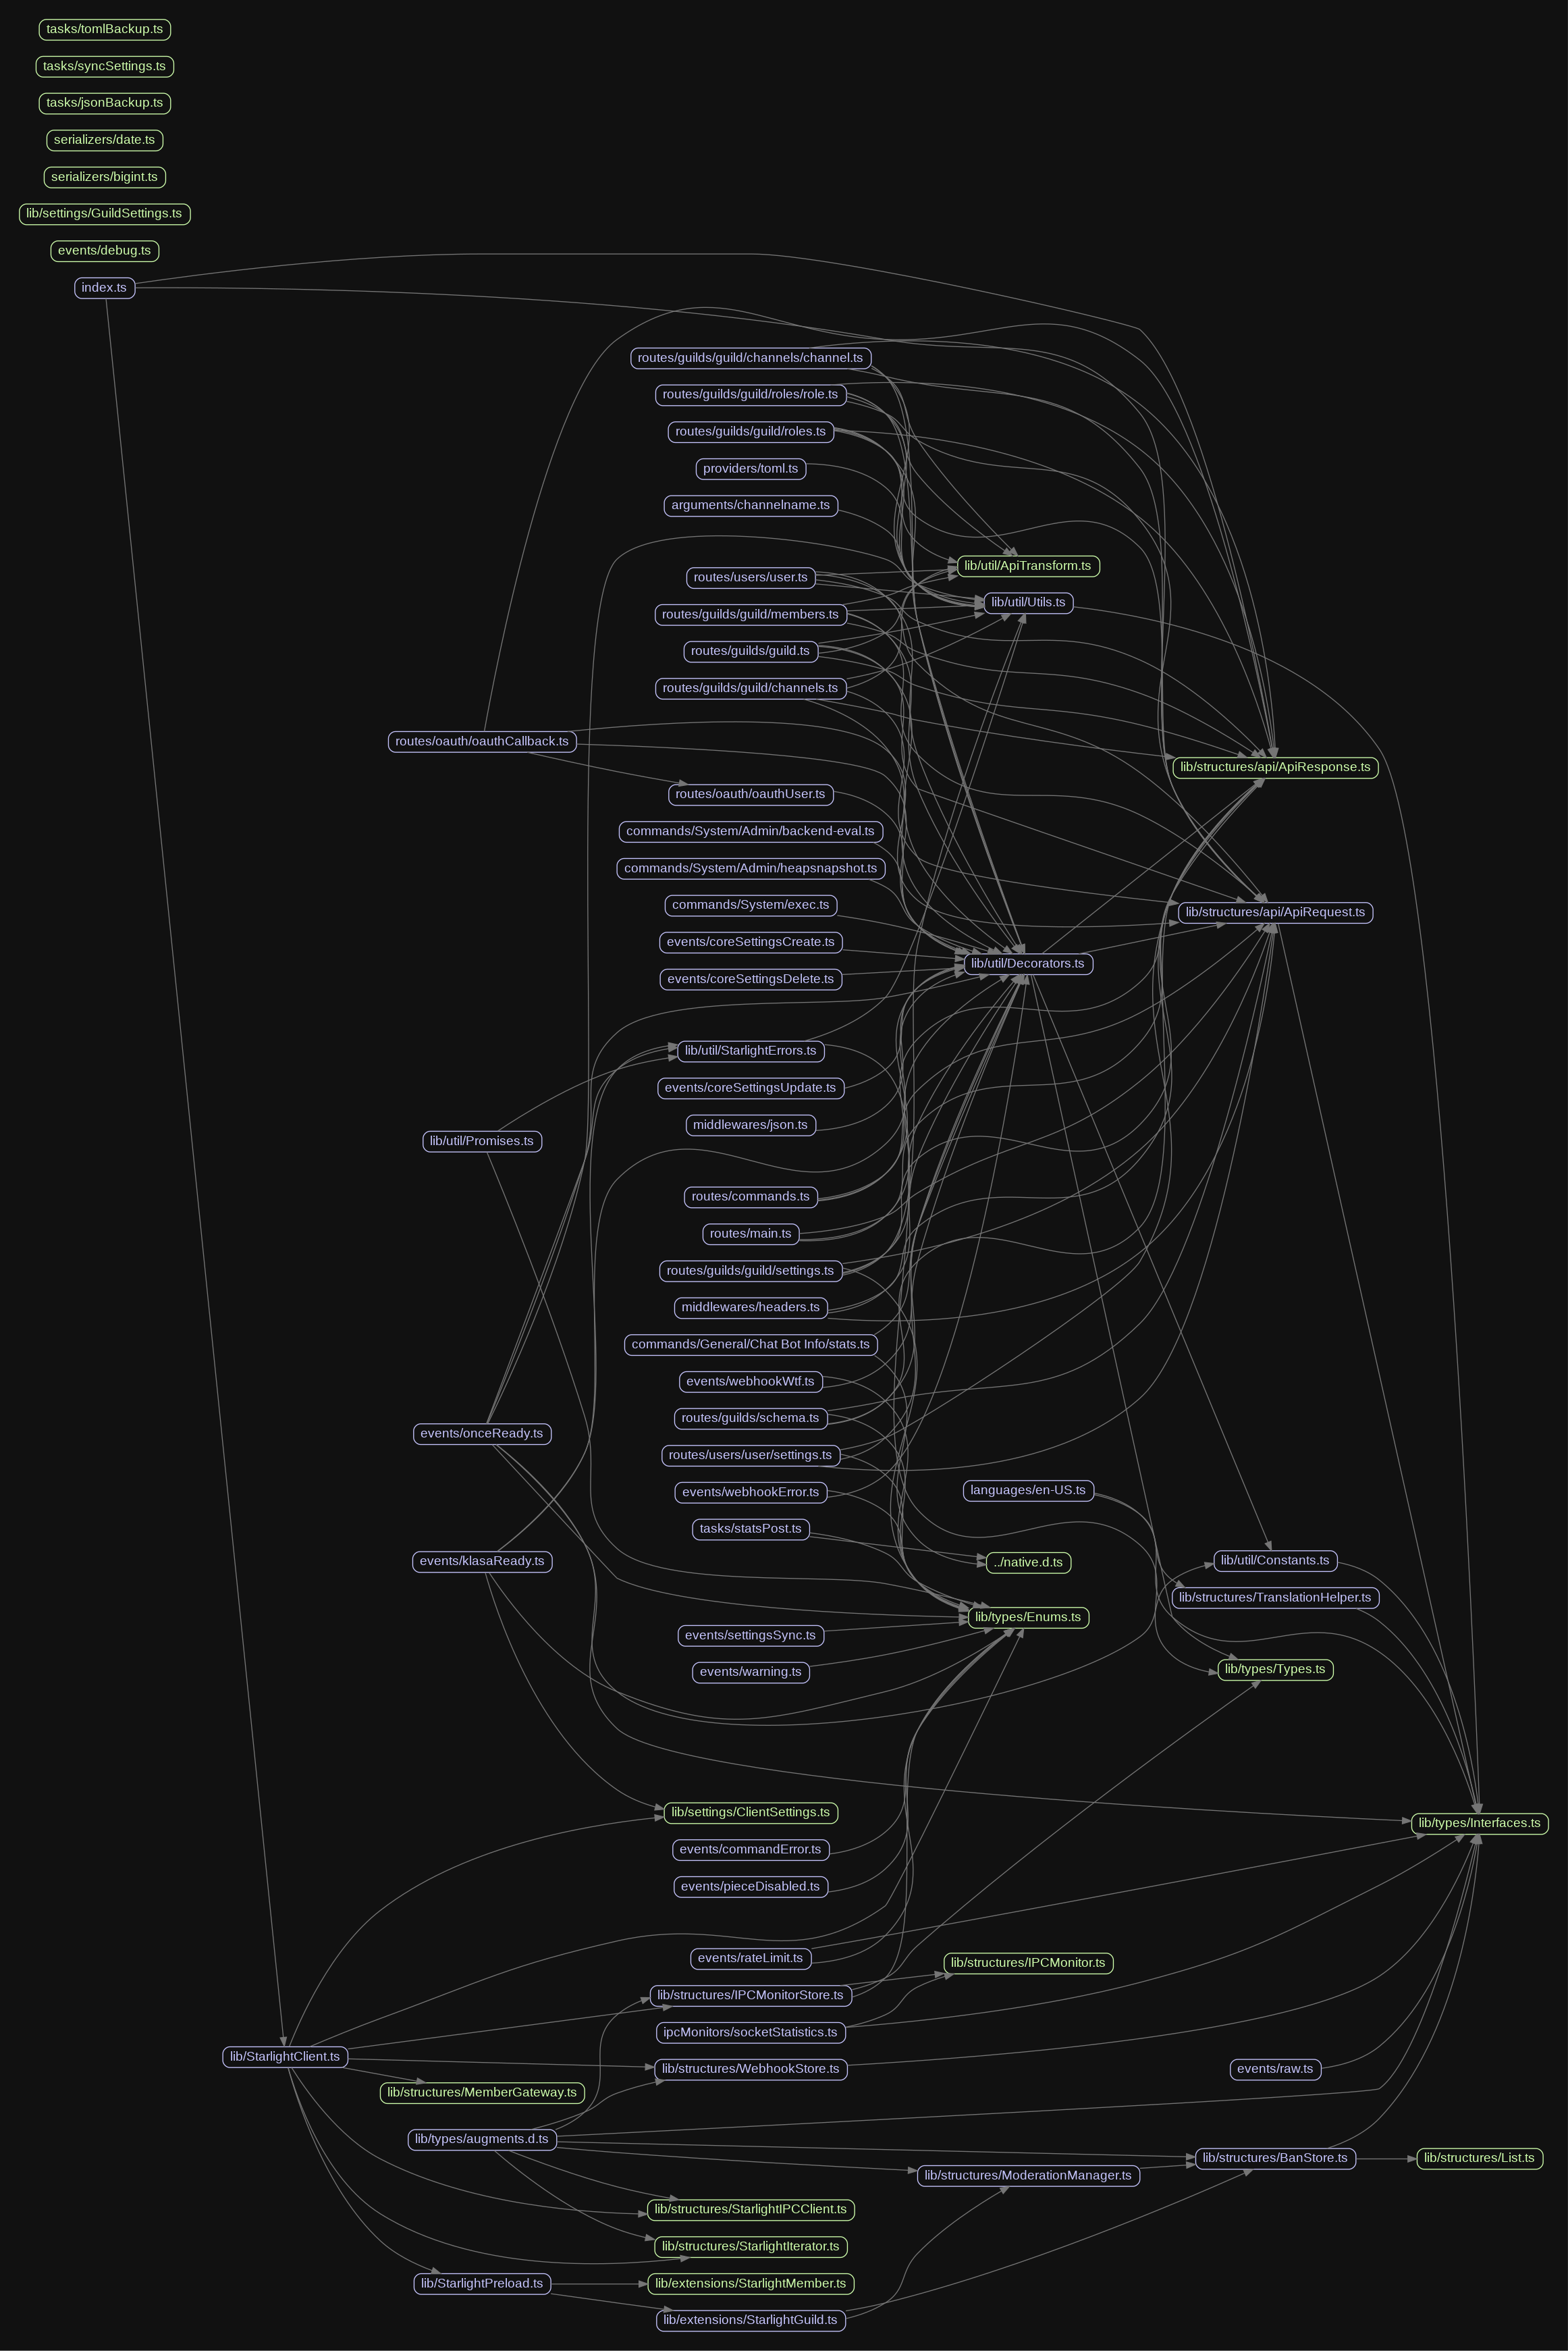 tasks/tomlBackup.ts
tasks/syncSettings.ts
tasks/jsonBackup.ts
serializers/date.ts
serializers/bigint.ts
lib/settings/GuildSettings.ts
events/debug.ts
index.ts
routes/guilds/guild/channels/channel.ts
routes/guilds/guild/roles/role.ts
routes/guilds/guild/roles.ts
providers/toml.ts
arguments/channelname.ts
lib/util/ApiTransform.ts
routes/users/user.ts
lib/util/Utils.ts
routes/guilds/guild/members.ts
routes/guilds/guild.ts
routes/guilds/guild/channels.ts
routes/oauth/oauthCallback.ts
lib/structures/api/ApiResponse.ts
routes/oauth/oauthUser.ts
commands/System/Admin/backend-eval.ts
commands/System/Admin/heapsnapshot.ts
commands/System/exec.ts
lib/structures/api/ApiRequest.ts
events/coreSettingsCreate.ts
lib/util/Decorators.ts
events/coreSettingsDelete.ts
lib/util/StarlightErrors.ts
events/coreSettingsUpdate.ts
middlewares/json.ts
lib/util/Promises.ts
routes/commands.ts
routes/main.ts
routes/guilds/guild/settings.ts
middlewares/headers.ts
commands/General/Chat Bot Info/stats.ts
events/webhookWtf.ts
routes/guilds/schema.ts
events/onceReady.ts
routes/users/user/settings.ts
events/webhookError.ts
languages/en-US.ts
tasks/statsPost.ts
events/klasaReady.ts
../native.d.ts
lib/util/Constants.ts
lib/structures/TranslationHelper.ts
lib/types/Enums.ts
events/settingsSync.ts
events/warning.ts
lib/types/Types.ts
lib/settings/ClientSettings.ts
lib/types/Interfaces.ts
events/commandError.ts
events/pieceDisabled.ts
events/rateLimit.ts
lib/structures/IPCMonitor.ts
lib/structures/IPCMonitorStore.ts
ipcMonitors/socketStatistics.ts
lib/StarlightClient.ts
lib/structures/WebhookStore.ts
events/raw.ts
lib/structures/MemberGateway.ts
lib/types/augments.d.ts
lib/structures/BanStore.ts
lib/structures/List.ts
lib/structures/ModerationManager.ts
lib/structures/StarlightIPCClient.ts
lib/structures/StarlightIterator.ts
lib/StarlightPreload.ts
lib/extensions/StarlightMember.ts
lib/extensions/StarlightGuild.ts